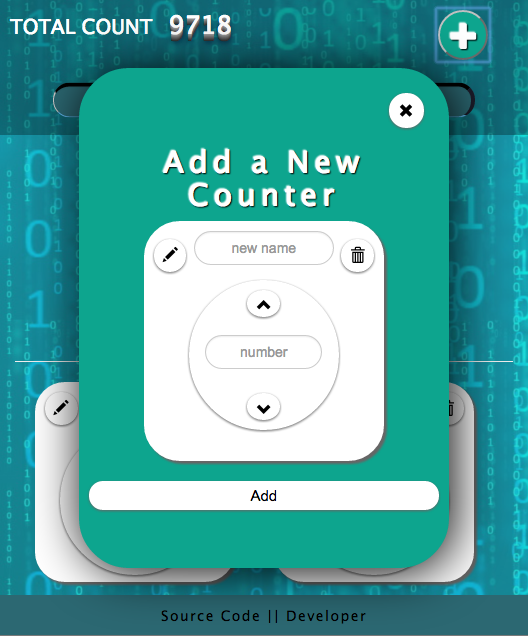 TOTAL COUNT 9718
Add a New
Counter
new name
number
Add
Source Code || Developer